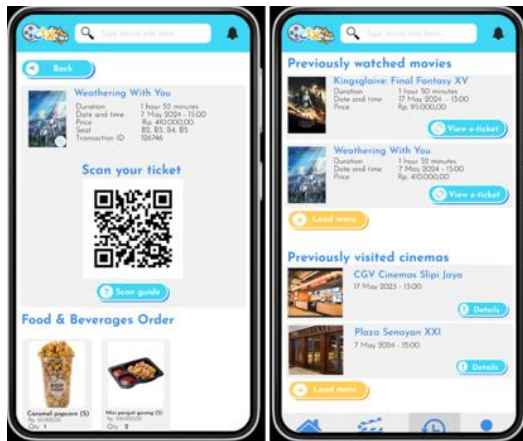 Type movie title here...
Back
Weathering With You
Duration 1 hour 52 minutes
Date and time 7 May 2024 - 15:00
Price Rp. 410.000,00
Seat B2, B3, B4, B5
Transaction ID 126746
Scan your ticket
Scan guide
Food & Beverages Order
POP
Caramel popcorn (S)
Qty 1
Mini pangsit goreng (S)
Qty 2
Type movie title here...
Previously watched movies
Kingsglaive: Final Fantasy XV
Duration 1 hour 50 minutes
Date and time 17 May 2024 - 13:00
Price Rp. 95.000,00
View e-ticket
Weathering With You
Duration 1 hour 52 minutes
Date and time 7 May 2024 - 15:00
Price Rp. 410.000,00
View e-ticket
Load more
Previously visited cinemas
CGV Cinemas Slipi Jaya
17 May 2023 - 13:00
Details
Plaza Senayan XXI
7 May 2024 - 15:00
Details
Load more